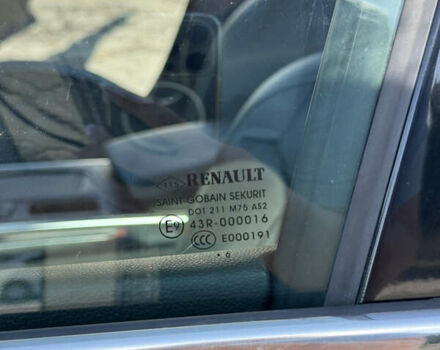 RENAULT
SAINT-GOBAIN SEKURIT
DOT 211 M75 AS2
E9 43R-000016
CCC E000191
• 6